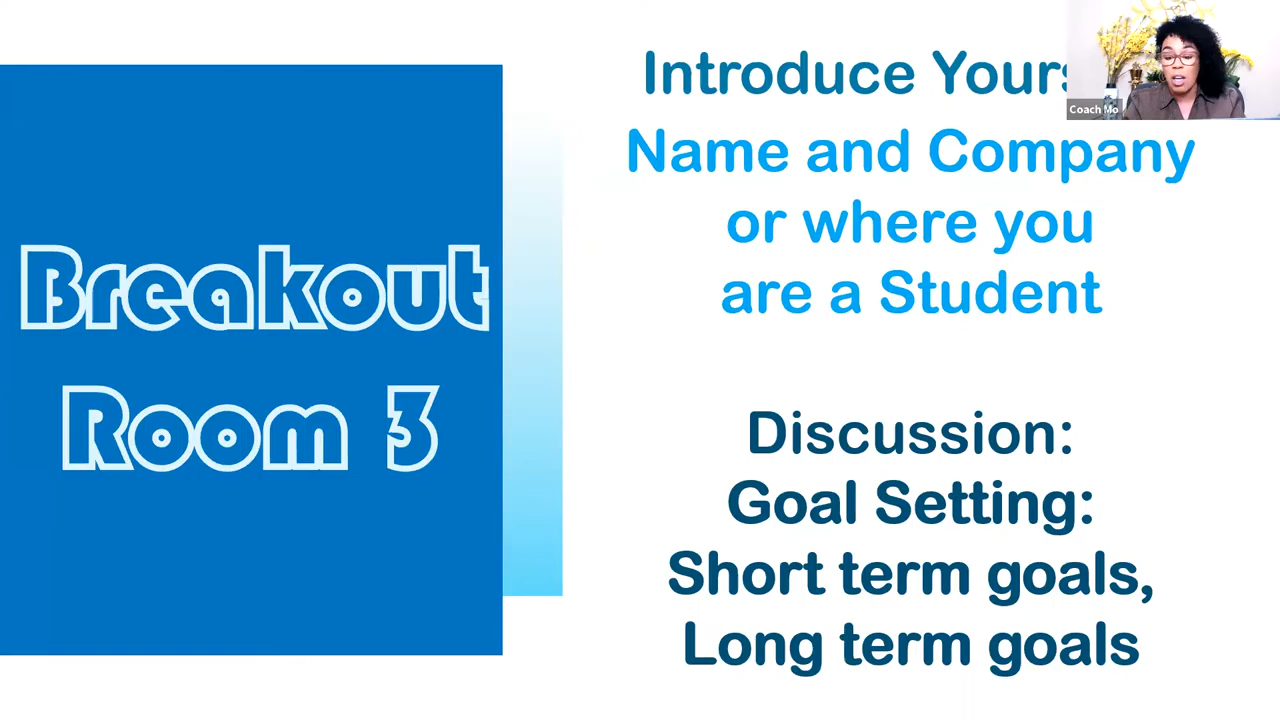 Introduce Yours
Coach Mo
Name and Company
or where you
are a Student
Breakout
Room 3
Discussion:
Goal Setting:
Short term goals,
Long term goals